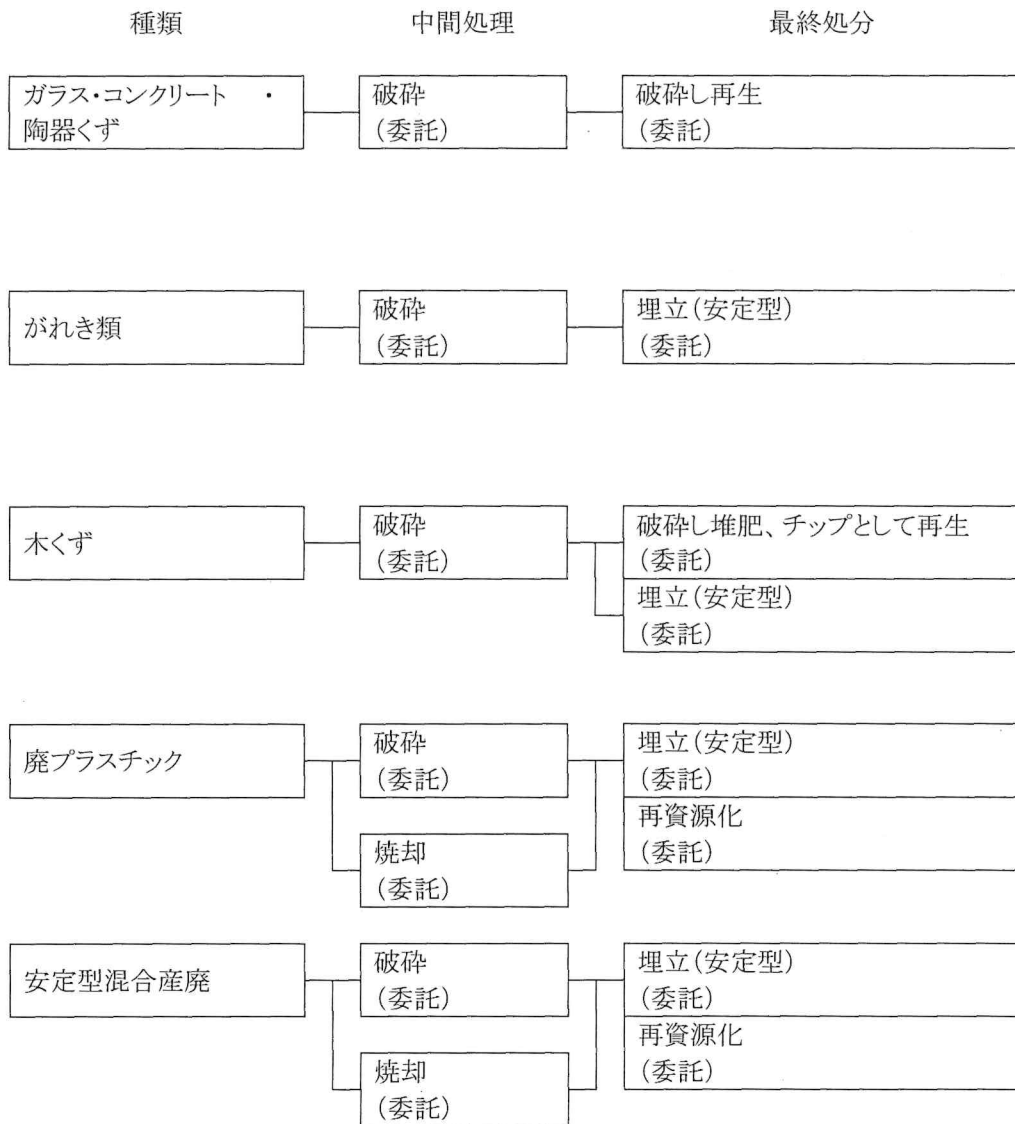 種類 中間処理 最終処分
ガラス・コンクリート ・
陶器くず
破砕
(委託)
破砕し再生
(委託)
がれき類
破砕
(委託)
埋立(安定型)
(委託)
木くず
破砕
(委託)
破砕し堆肥、チップとして再生
(委託)
埋立(安定型)
(委託)
廃プラスチック
破砕
(委託)
焼却
(委託)
埋立(安定型)
(委託)
再資源化
(委託)
安定型混合産廃
破砕
(委託)
焼却
(委託)
埋立(安定型)
(委託)
再資源化
(委託)